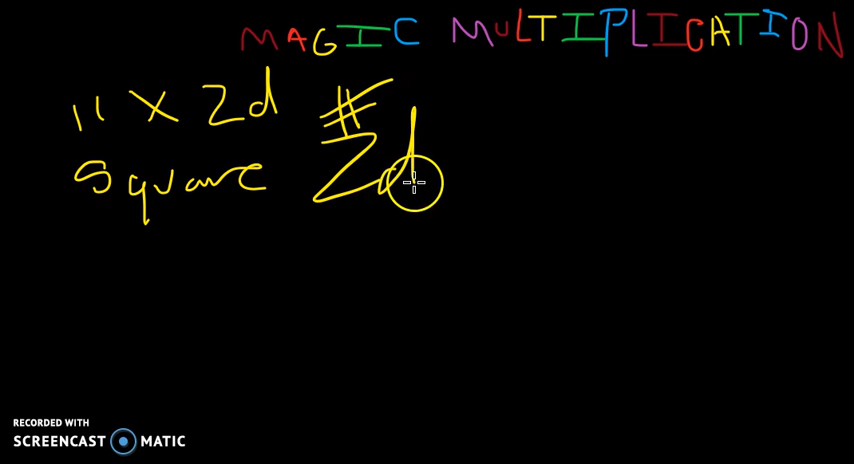 MAGIC MULTIPLICATION
11 X 2d #
Square 2d
RECORDED WITH
SCREENCAST MATIC